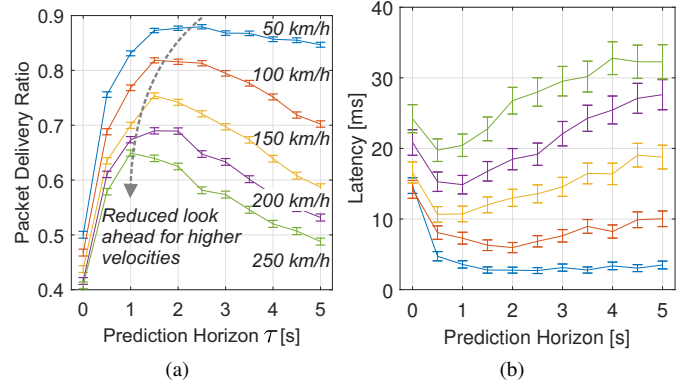 0.9
0.8
0.7
0.6
0.5
0.4
Packet Delivery Ratio
50 km/h
100 km/h
150 km/h
200 km/h
250 km/h
Reduced look
ahead for higher
velocities
0 1 2 3 4 5
Prediction Horizon τ [s]
(a)
40
30
20
10
0
Latency [ms]
0 1 2 3 4 5
Prediction Horizon [s]
(b)